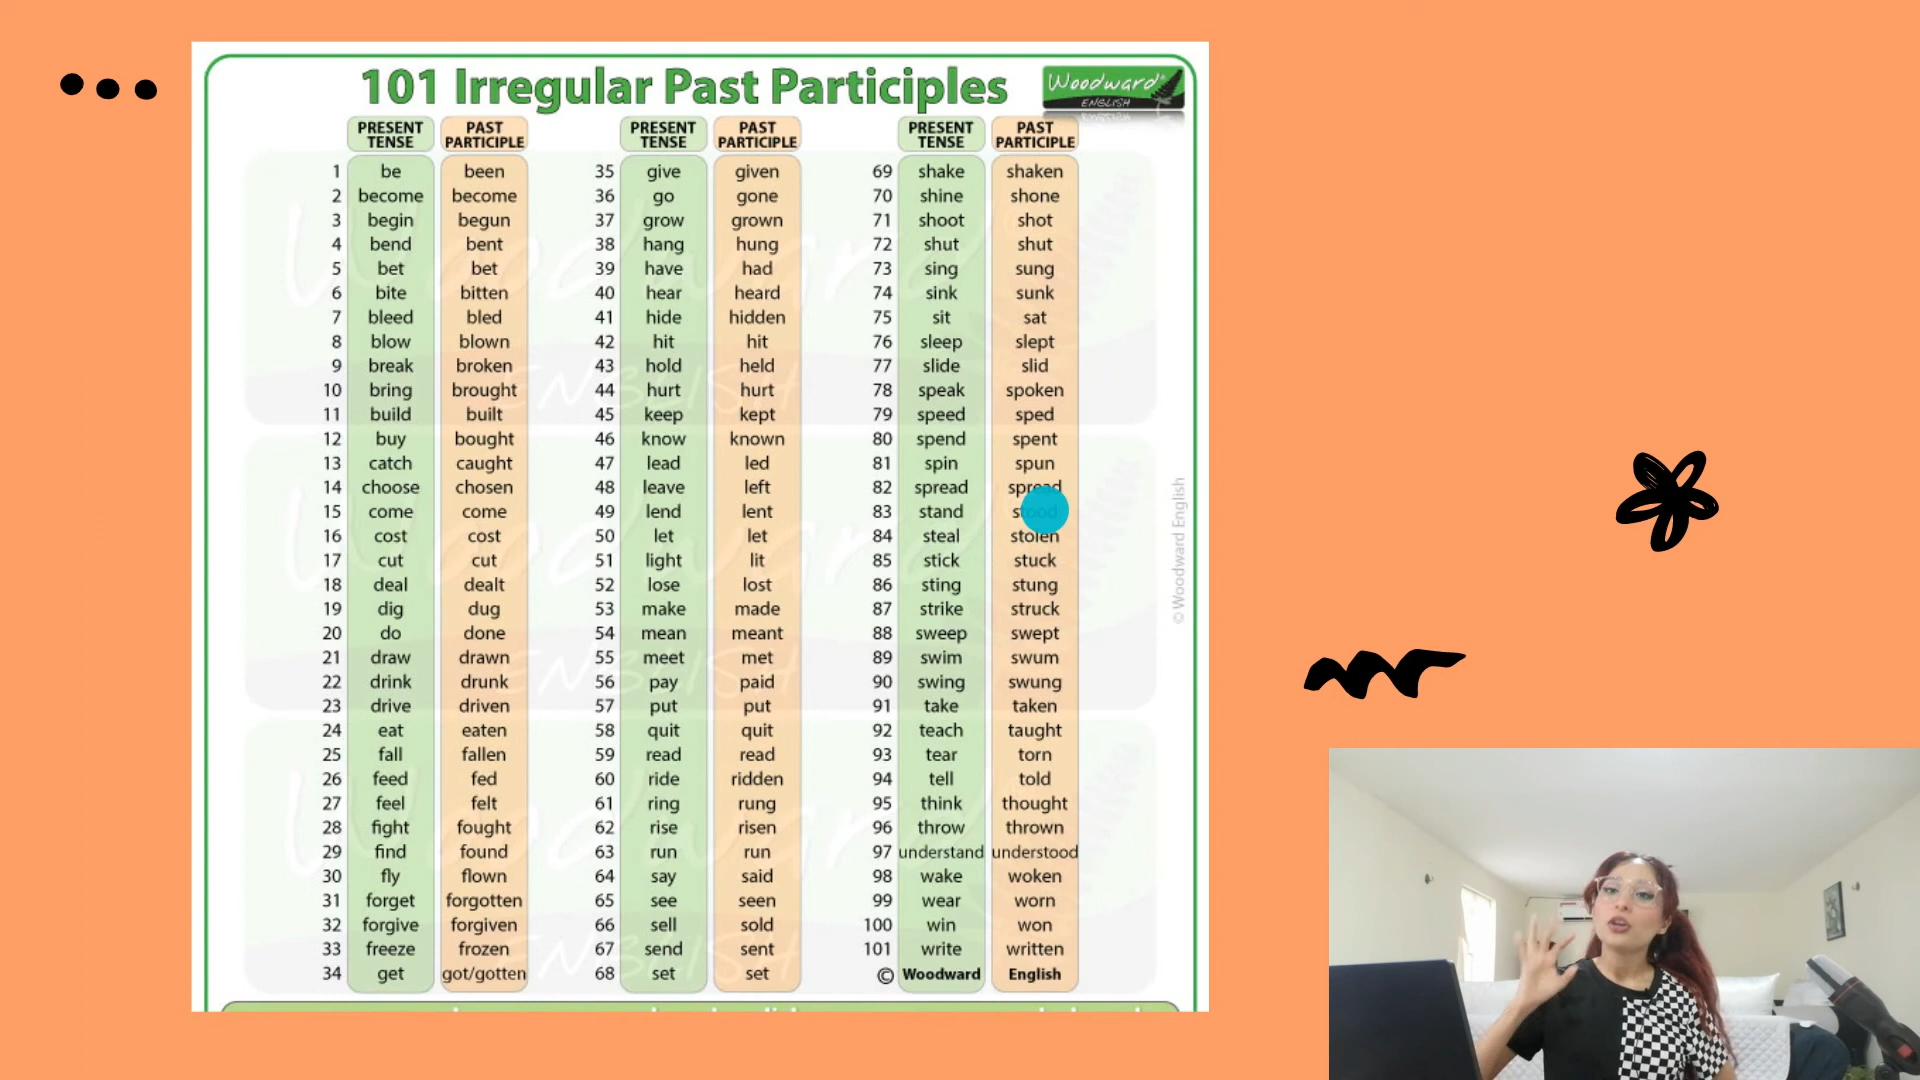 101 Irregular Past Participles
Woodward®
ENGLISH
PRESENT TENSE PAST PARTICIPLE PRESENT TENSE PAST PARTICIPLE PRESENT TENSE PAST PARTICIPLE
1 be been 35 give given 69 shake shaken
2 become become 36 go gone 70 shine shone
3 begin begun 37 grow grown 71 shoot shot
4 bend bent 38 hang hung 72 shut shut
5 bet bet 39 have had 73 sing sung
6 bite bitten 40 hear heard 74 sink sunk
7 bleed bled 41 hide hidden 75 sit sat
8 blow blown 42 hit hit 76 sleep slept
9 break broken 43 hold held 77 slide slid
10 bring brought 44 hurt hurt 78 speak spoken
11 build built 45 keep kept 79 speed sped
12 buy bought 46 know known 80 spend spent
13 catch caught 47 lead led 81 spin spun
14 choose chosen 48 leave left 82 spread spread
15 come come 49 lend lent 83 stand stood
16 cost cost 50 let let 84 steal stolen
17 cut cut 51 light lit 85 stick stuck
18 deal dealt 52 lose lost 86 sting stung
19 dig dug 53 make made 87 strike struck
20 do done 54 mean meant 88 sweep swept
21 draw drawn 55 meet met 89 swim swum
22 drink drunk 56 pay paid 90 swing swung
23 drive driven 57 put put 91 take taken
24 eat eaten 58 quit quit 92 teach taught
25 fall fallen 59 read read 93 tear torn
26 feed fed 60 ride ridden 94 tell told
27 feel felt 61 ring rung 95 think thought
28 fight fought 62 rise risen 96 throw thrown
29 find found 63 run run 97 understand understood
30 fly flown 64 say said 98 wake woken
31 forget forgotten 65 see seen 99 wear worn
32 forgive forgiven 66 sell sold 100 win won
33 freeze frozen 67 send sent 101 write written
34 get got/gotten 68 set set © Woodward English
© Woodward English